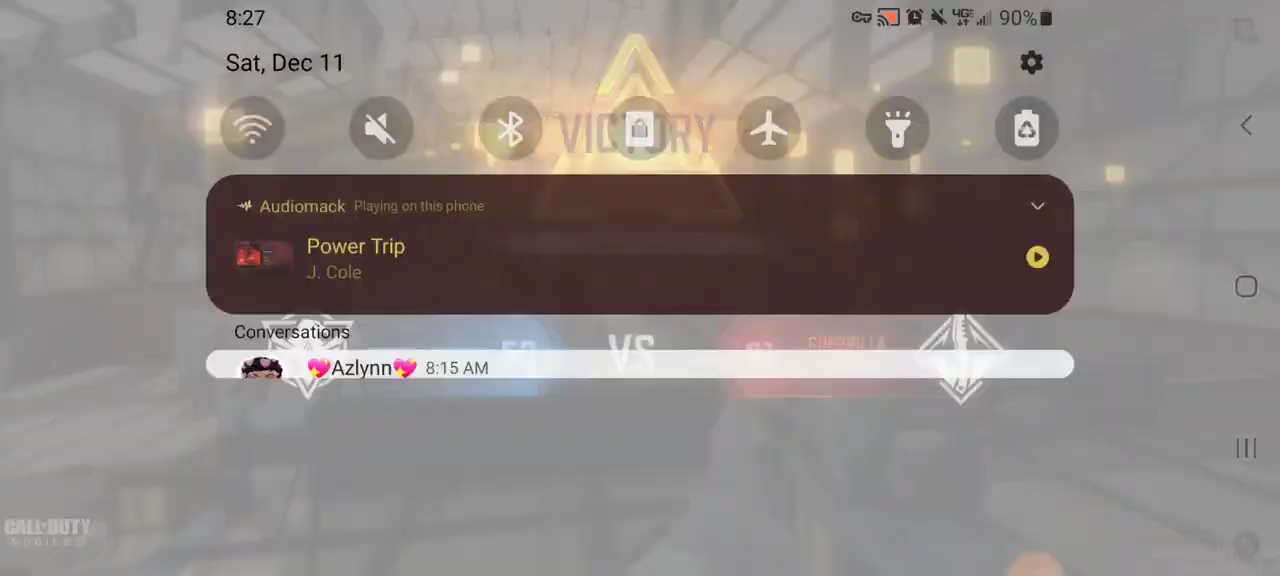 8:27
4G 90%
Sat, Dec 11
VICTORY
Audiomack Playing on this phone
Power Trip
J. Cole
Conversations
VS
💖Azlynn💖 8:15 AM
CALL OF DUTY
MOBILE